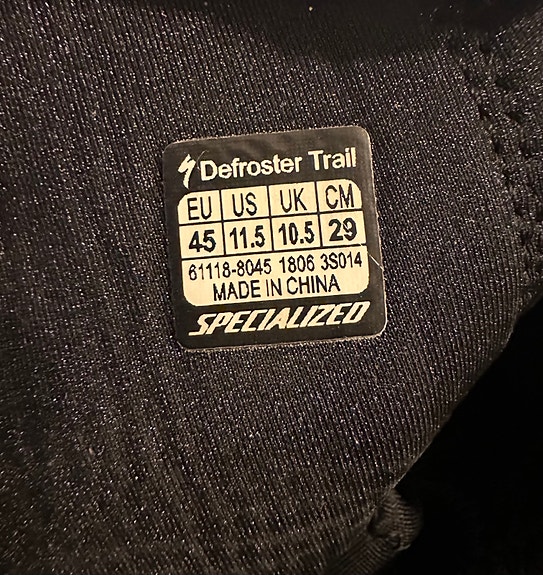 Defroster Trail
EU US UK CM
45 11.5 10.5 29
61118-8045 1806 3S014
MADE IN CHINA
SPECIALIZED